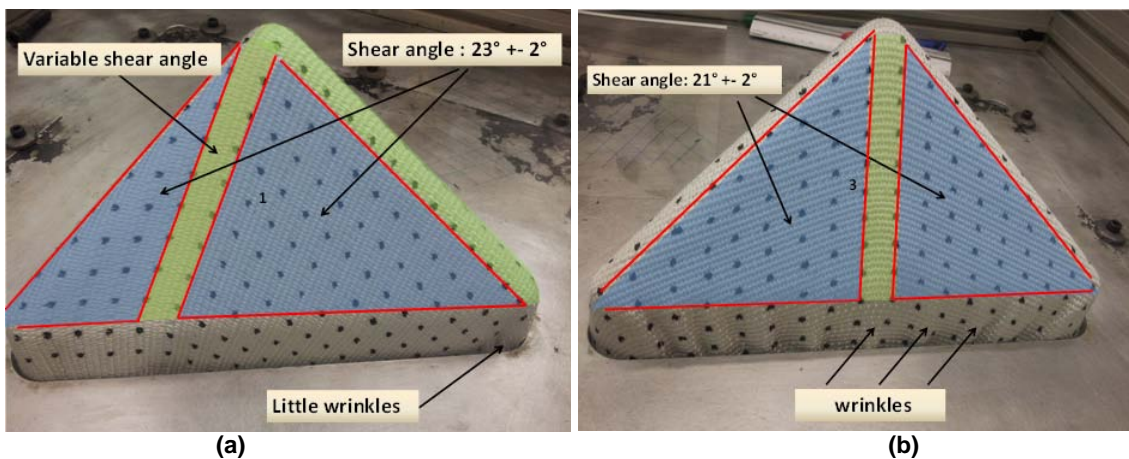 Variable shear angle
Shear angle : 23° +- 2°
1
Little wrinkles
(a)
Shear angle: 21° +- 2°
3
wrinkles
(b)